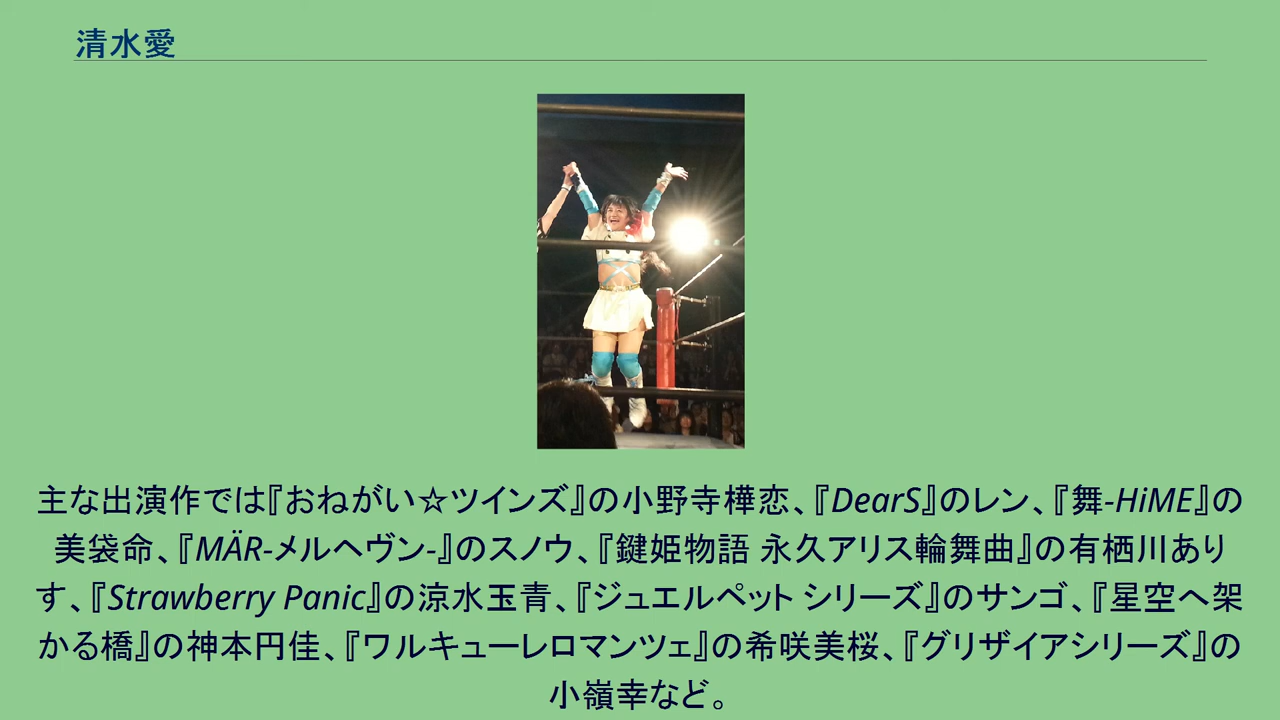 清水愛
主な出演作では『おねがい☆ツインズ』の小野寺樺恋、『DearS』のレン、『舞-HiME』の
美袋命、『MÄR-メルヘヴン-』のスノウ、『鍵姫物語 永久アリス輪舞曲』の有栖川あり
す、『Strawberry Panic』の涼水玉青、『ジュエルペット シリーズ』のサンゴ、『星空へ架
かる橋』の神本円佳、『ワルキューレロマンツェ』の希咲美桜、『グリザイアシリーズ』の
小嶺幸など。